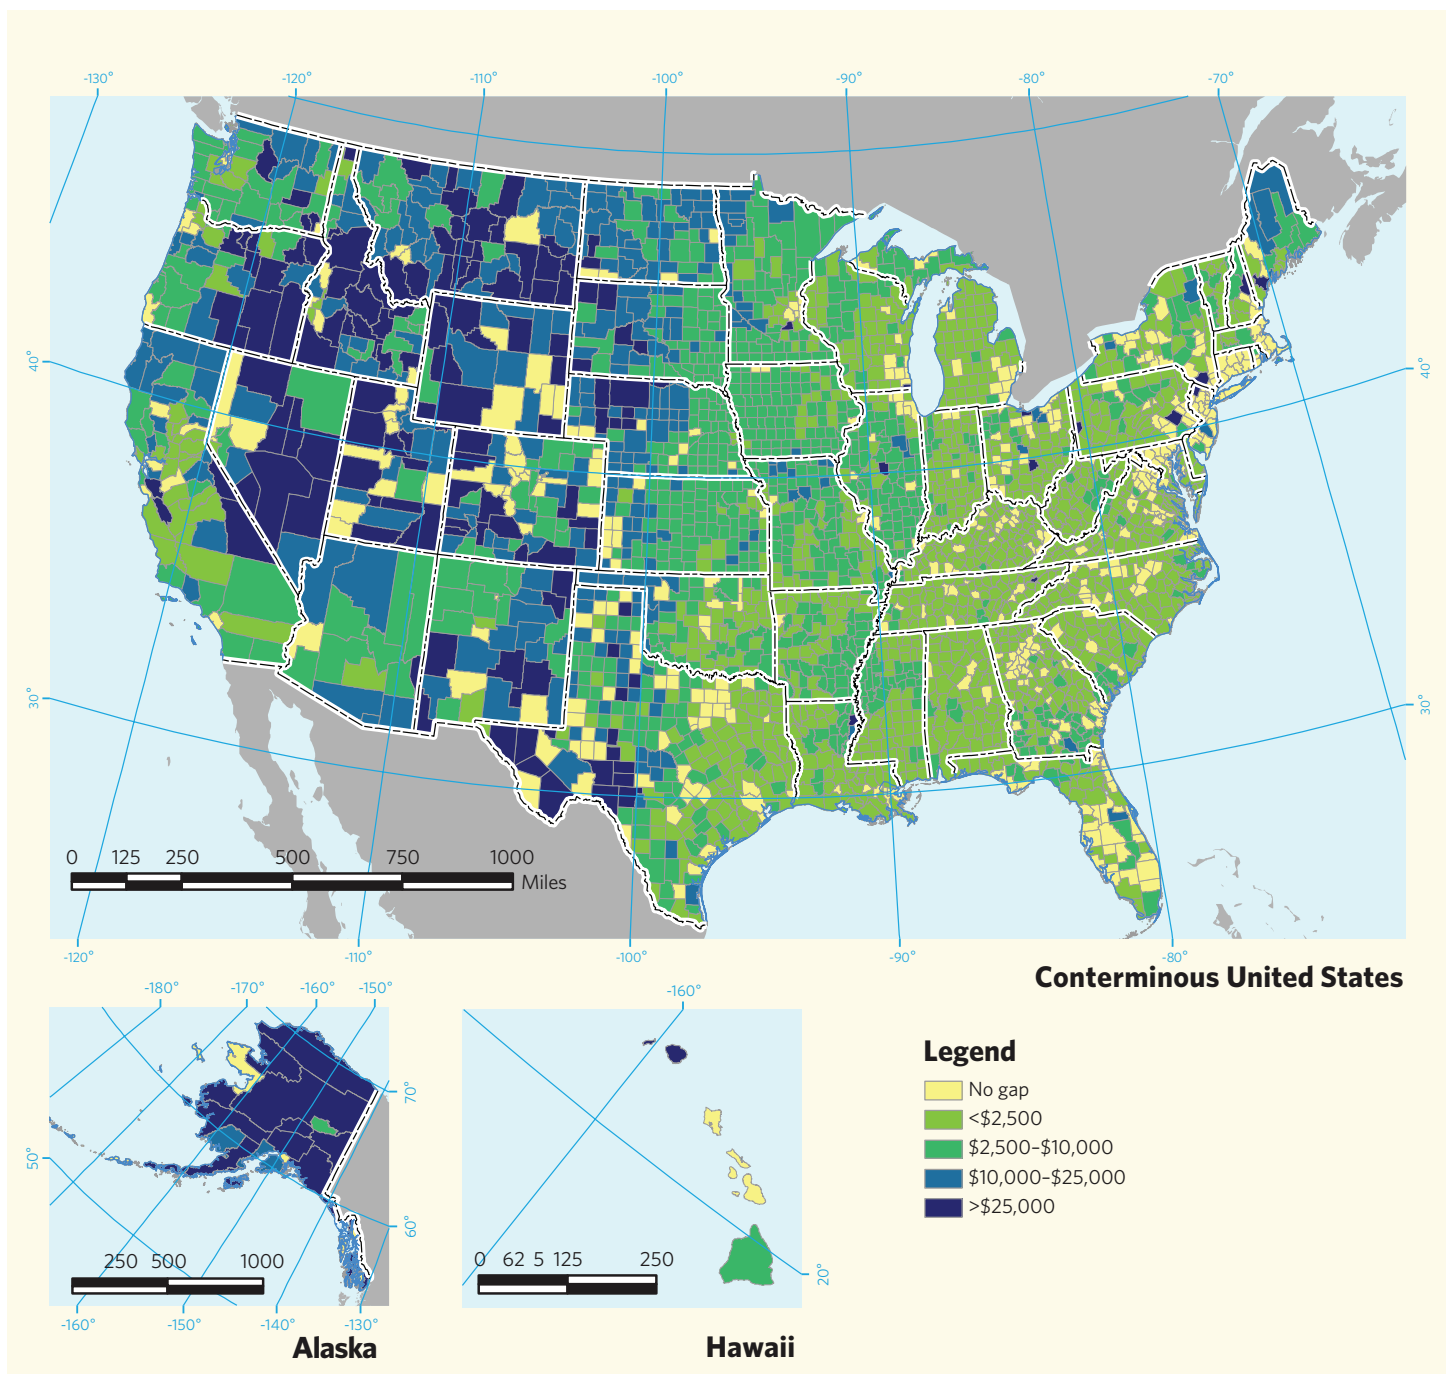 -130° -120° -110° -100° -90° -80° -70°
40° 40°
30° 30°
0 125 250 500 750 1000
Miles
-120° -110° -100° -90° -80°
Conterminous United States
-180° -170° -160° -150°
70°
50°
60°
250 500 1000
-160° -150° -140° -130°
Alaska
-160°
0 62 5 125 250
20°
Hawaii
Legend
No gap
<$2,500
$2,500–$10,000
$10,000–$25,000
>$25,000